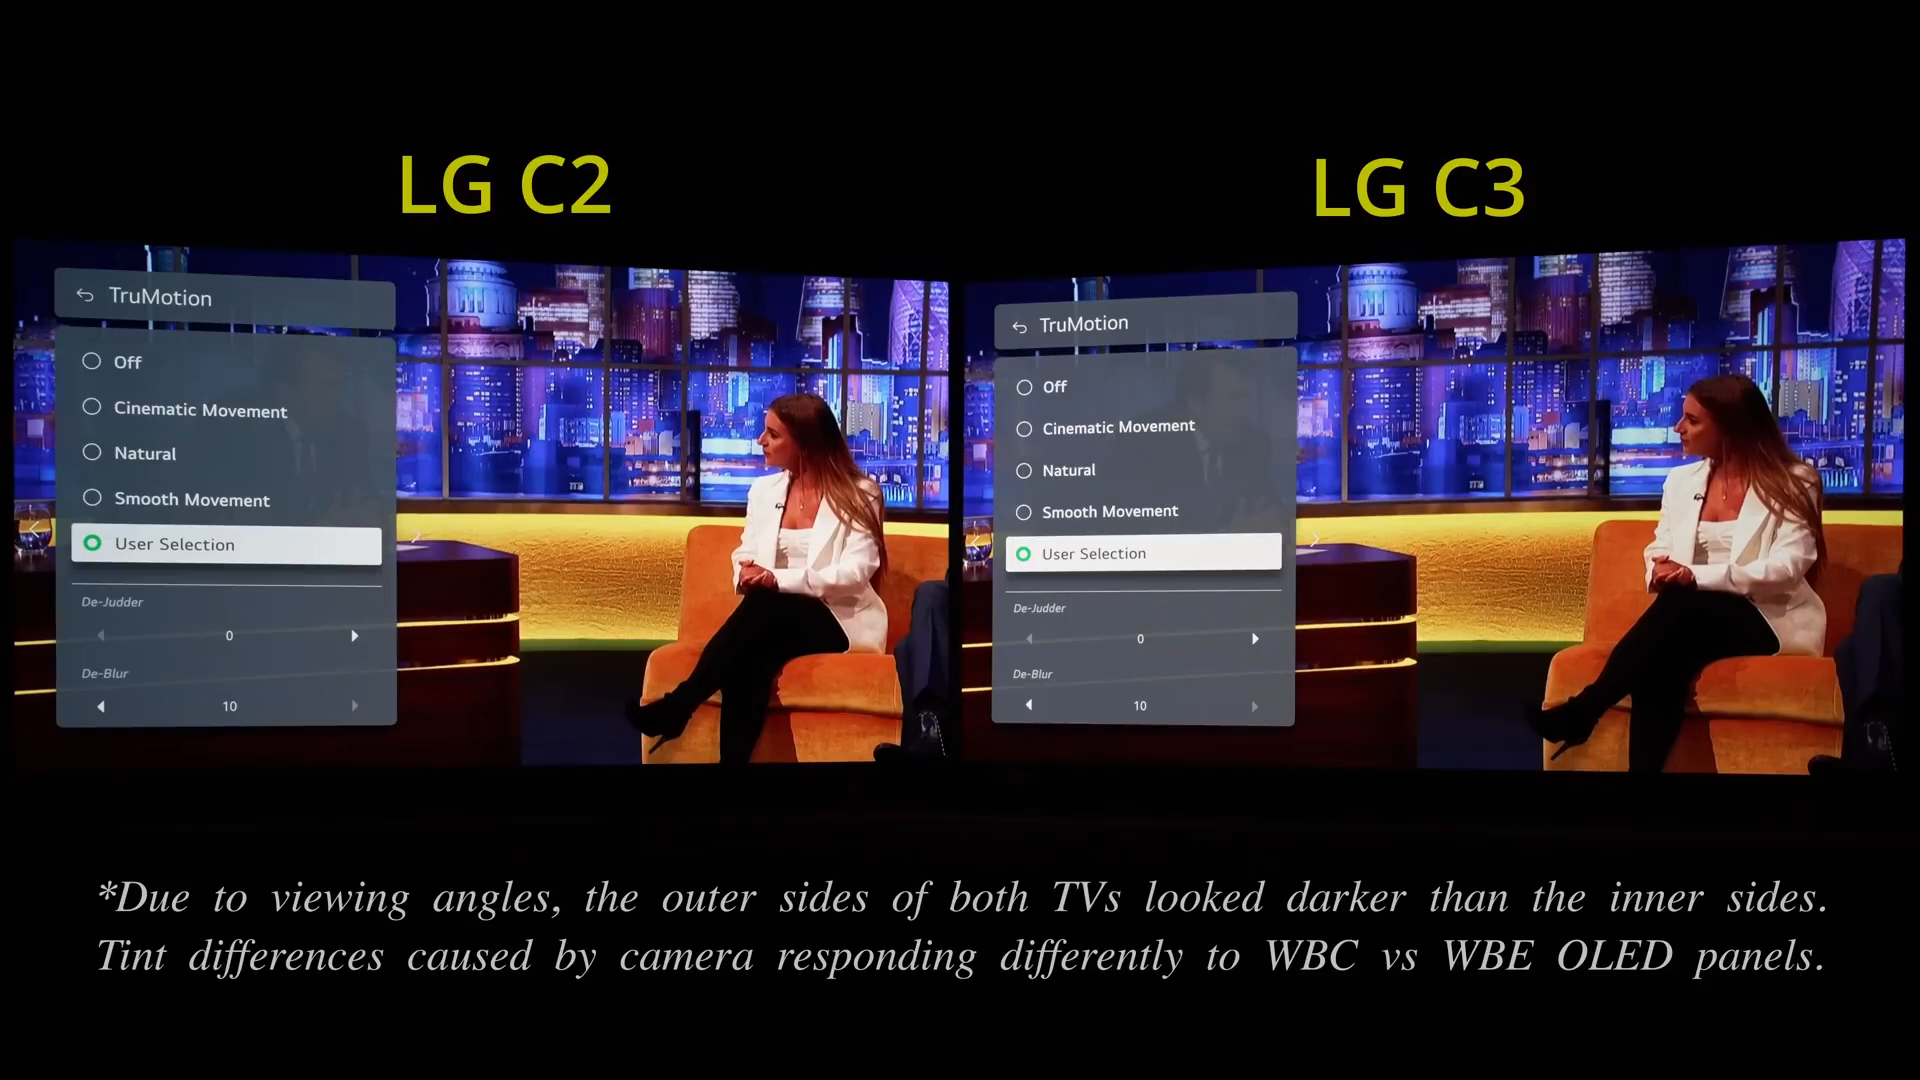 LG C2
LG C3
TruMotion
Off
Cinematic Movement
Natural
Smooth Movement
User Selection
De-Judder
0
De-Blur
10
TruMotion
Off
Cinematic Movement
Natural
Smooth Movement
User Selection
De-Judder
0
De-Blur
10
*Due to viewing angles, the outer sides of both TVs looked darker than the inner sides.
Tint differences caused by camera responding differently to WBC vs WBE OLED panels.